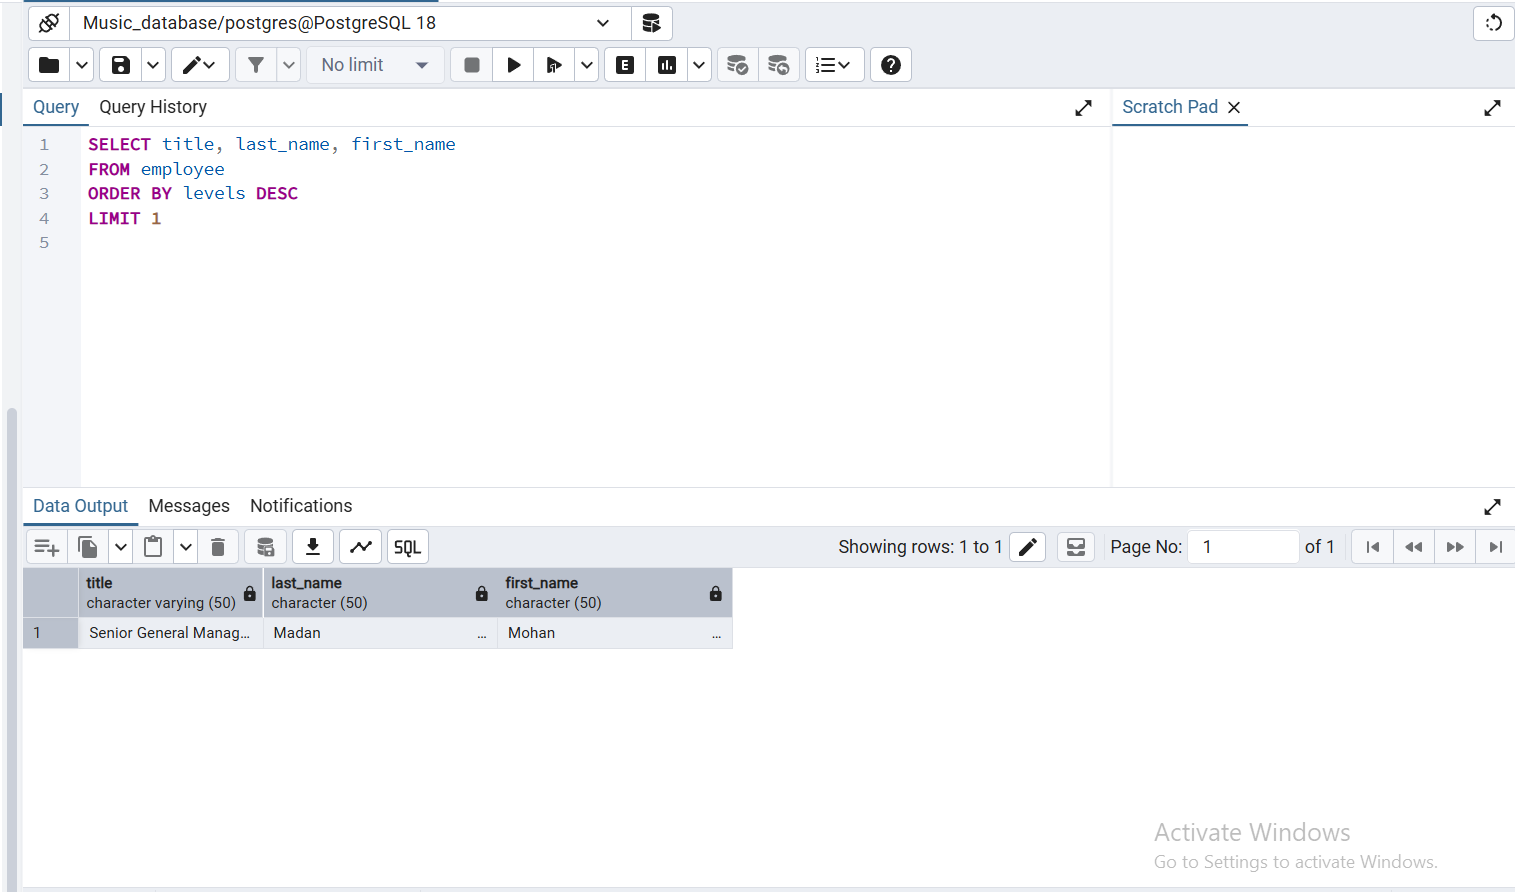 Music_database/postgres@PostgreSQL 18
No limit
E
Query Query History
Scratch Pad
1 SELECT title, last_name, first_name
2 FROM employee
3 ORDER BY levels DESC
4 LIMIT 1
5
Data Output Messages Notifications
SQL
Showing rows: 1 to 1
Page No: 1 of 1
title last_name first_name
character varying (50) character (50) character (50)
1 Senior General Manag... Madan ... Mohan ...
Activate Windows
Go to Settings to activate Windows.